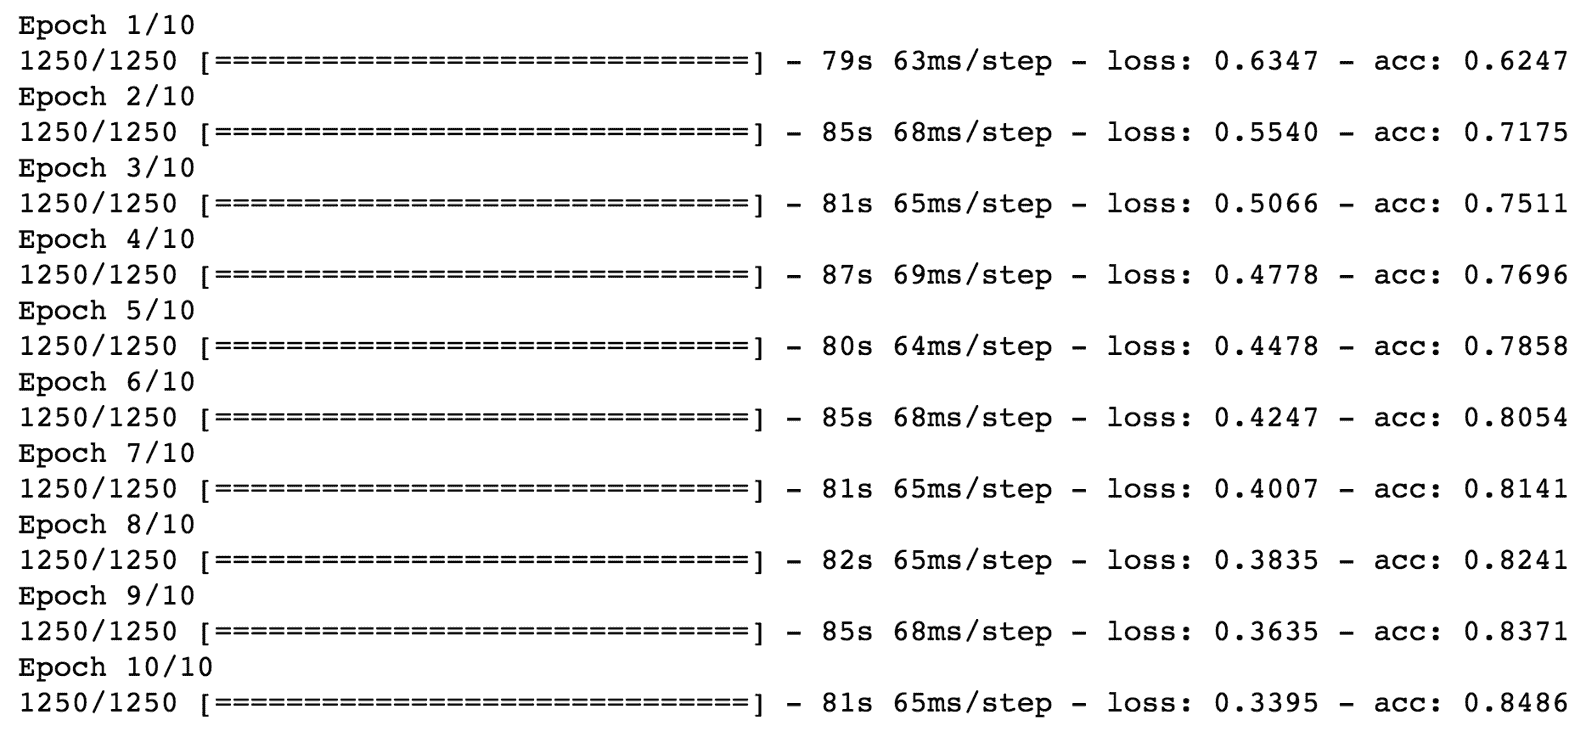 Epoch 1/10
1250/1250 [==============================] - 79s 63ms/step - loss: 0.6347 - acc: 0.6247
Epoch 2/10
1250/1250 [==============================] - 85s 68ms/step - loss: 0.5540 - acc: 0.7175
Epoch 3/10
1250/1250 [==============================] - 81s 65ms/step - loss: 0.5066 - acc: 0.7511
Epoch 4/10
1250/1250 [==============================] - 87s 69ms/step - loss: 0.4778 - acc: 0.7696
Epoch 5/10
1250/1250 [==============================] - 80s 64ms/step - loss: 0.4478 - acc: 0.7858
Epoch 6/10
1250/1250 [==============================] - 85s 68ms/step - loss: 0.4247 - acc: 0.8054
Epoch 7/10
1250/1250 [==============================] - 81s 65ms/step - loss: 0.4007 - acc: 0.8141
Epoch 8/10
1250/1250 [==============================] - 82s 65ms/step - loss: 0.3835 - acc: 0.8241
Epoch 9/10
1250/1250 [==============================] - 85s 68ms/step - loss: 0.3635 - acc: 0.8371
Epoch 10/10
1250/1250 [==============================] - 81s 65ms/step - loss: 0.3395 - acc: 0.8486